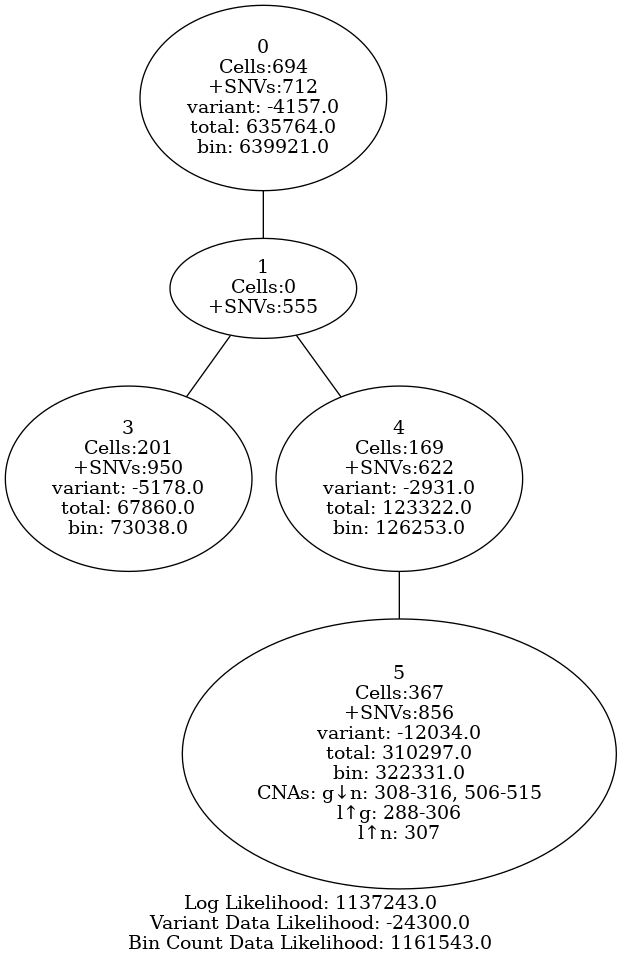 0
Cells:694
+SNVs:712
variant: -4157.0
total: 635764.0
bin: 639921.0
1
Cells:0
+SNVs:555
3
Cells:201
+SNVs:950
variant: -5178.0
total: 67860.0
bin: 73038.0
4
Cells:169
+SNVs:622
variant: -2931.0
total: 123322.0
bin: 126253.0
5
Cells:367
+SNVs:856
variant: -12034.0
total: 310297.0
bin: 322331.0
CNAs: g↓n: 308-316, 506-515
l↑g: 288-306
l↑n: 307
Log Likelihood: 1137243.0
Variant Data Likelihood: -24300.0
Bin Count Data Likelihood: 1161543.0